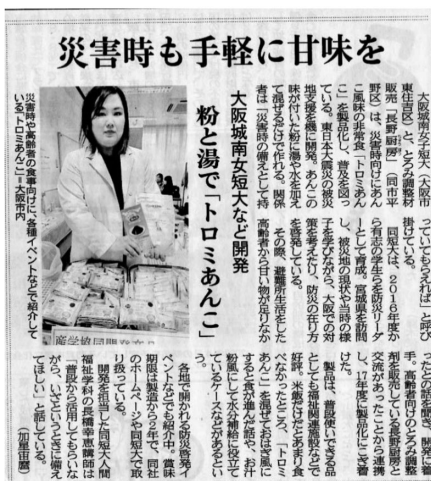 災害時も手軽に甘味を
大阪城南女短大など開発
粉と湯で「トロミあんこ」
大阪城南女短大(大阪市
東住吉区)と、とろみ調整材
販売「長野厨房」(同市平
野区)は、災害時向けにあん
こ風味の非常食「トロミあん
こ」を製品化し、普及を図っ
ている。東日本大震災の被災
地支援を機に開発。あんこの
味が付いた粉に湯や水を加え
て混ぜるだけで作れる。関係
者は「災害時の備えとして持
っていてもらえれば」と呼び
掛けている。
同短大は、2016年度か
ら有志の学生らを防災リーダ
ーとして育成。宮城県を訪問
し、被災地の現状や当時の様
子を学びながら、大阪での対
策を考えたり、防災の在り方
を啓発している。
その際、避難所生活をした
高齢者から甘い物が足りなか
ったとの話を聞き、開発に着
手。高齢者向けのとろみ調整
剤を販売している長野厨房と
交流があったことから連携
し、17年度に製品化にこぎ着
けた。
製品は、普段使いできる品
としても福祉関連施設などで
好評。米飯だけだとあまり食
べなかったところ、「トロミ
あんこ」を混ぜておはぎ風に
すると食が進んだ話や、お汁
粉風にして水分補給に役立て
ているケースなどがあるとい
う。
各地で開かれる防災啓発イ
ベントなどでも紹介中。賞味
期限は製造から2年で、同社
のホームページや同短大で取
り扱っている。
開発を担当した同短大人間
福祉学科の長橋幸恵講師は
「普段から活用してもらいな
がら、いざというときに備え
てほしい」と話している。
(加星宙麿)
災害時や高齢者の食事向けに、各種イベントなどで紹介して
いる「トロミあんこ」=大阪市内
産学協同開発